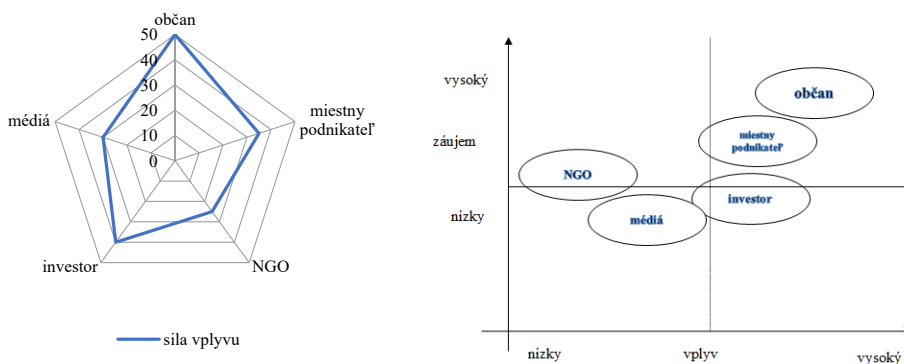 občan
50
40
30
20
10
0
médiá
miestny
podnikateľ
investor
NGO
sila vplyvu
vysoký
záujem
nízky
občan
miestny
podnikateľ
NGO
investor
médiá
nízky
vplyv
vysoký